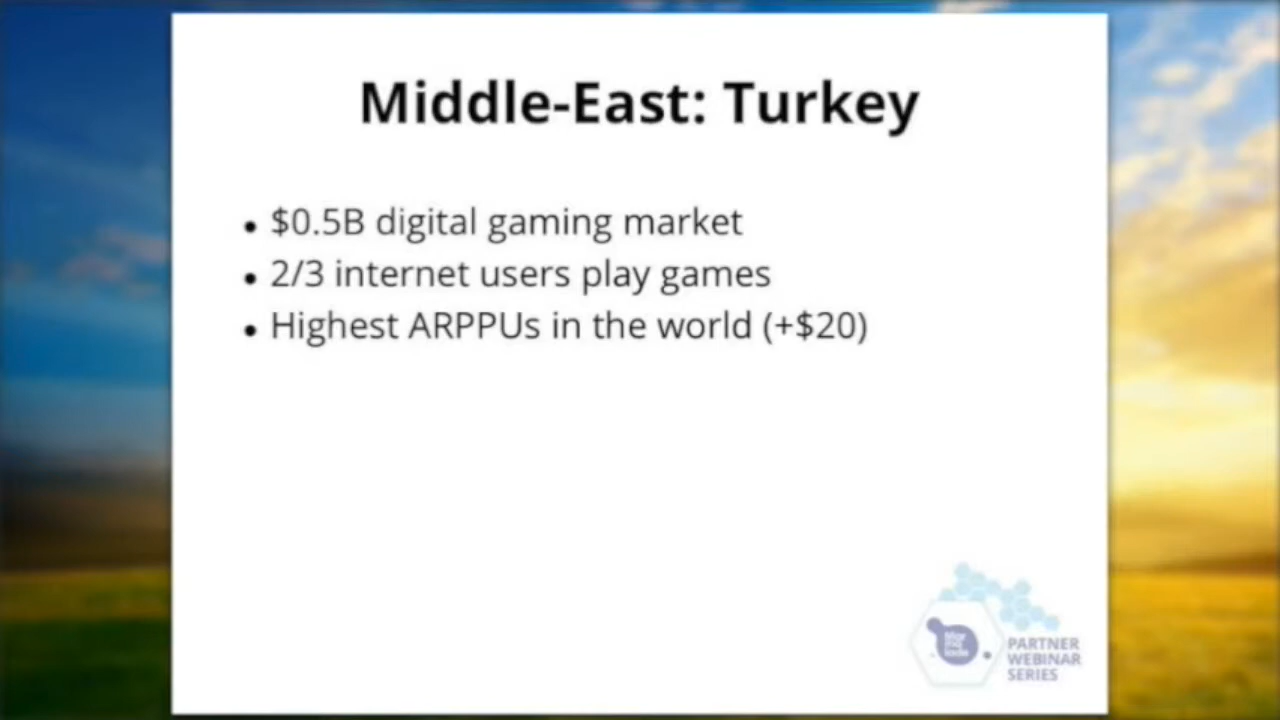 Middle-East: Turkey
• $0.5B digital gaming market
• 2/3 internet users play games
• Highest ARPPUs in the world (+$20)
PARTNER
WEBINAR
SERIES